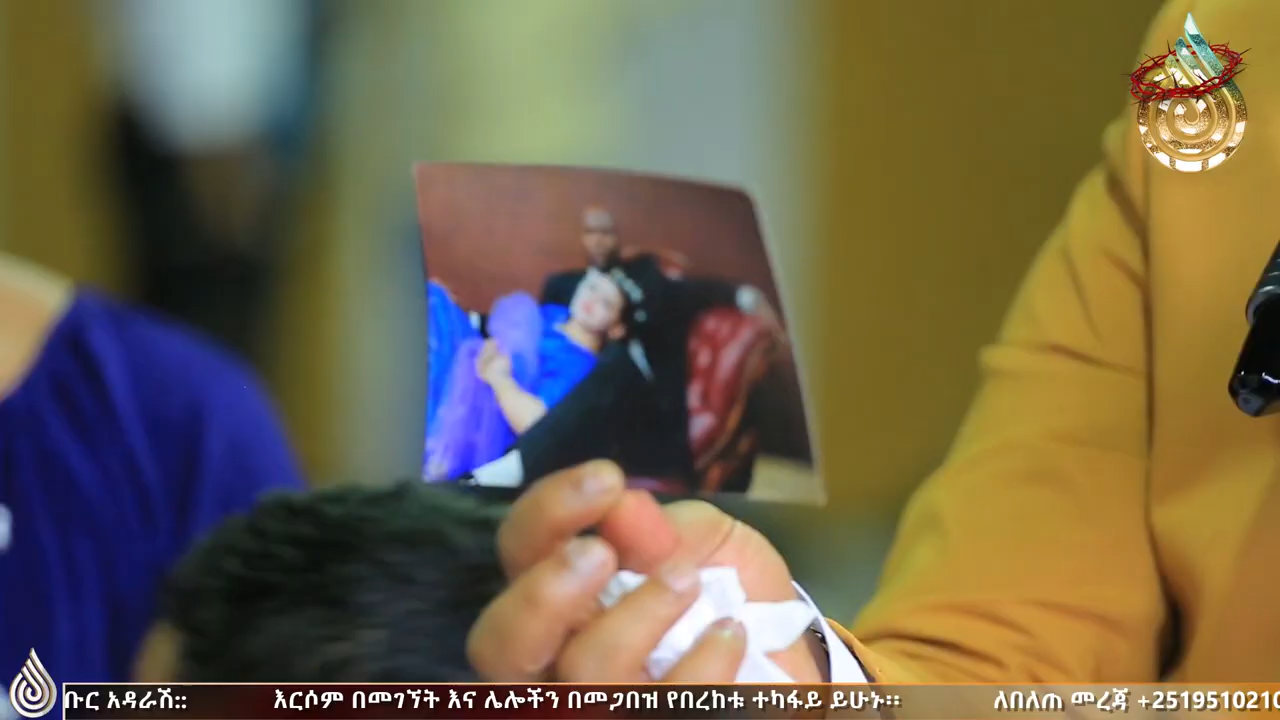 ቡር አዳራሽ። እርሶም በመገኘት እና ሌሎችን በመጋበዝ የበረከቱ ተካፋይ ይሁኑ። ለበለጠ መረጃ +2519510210